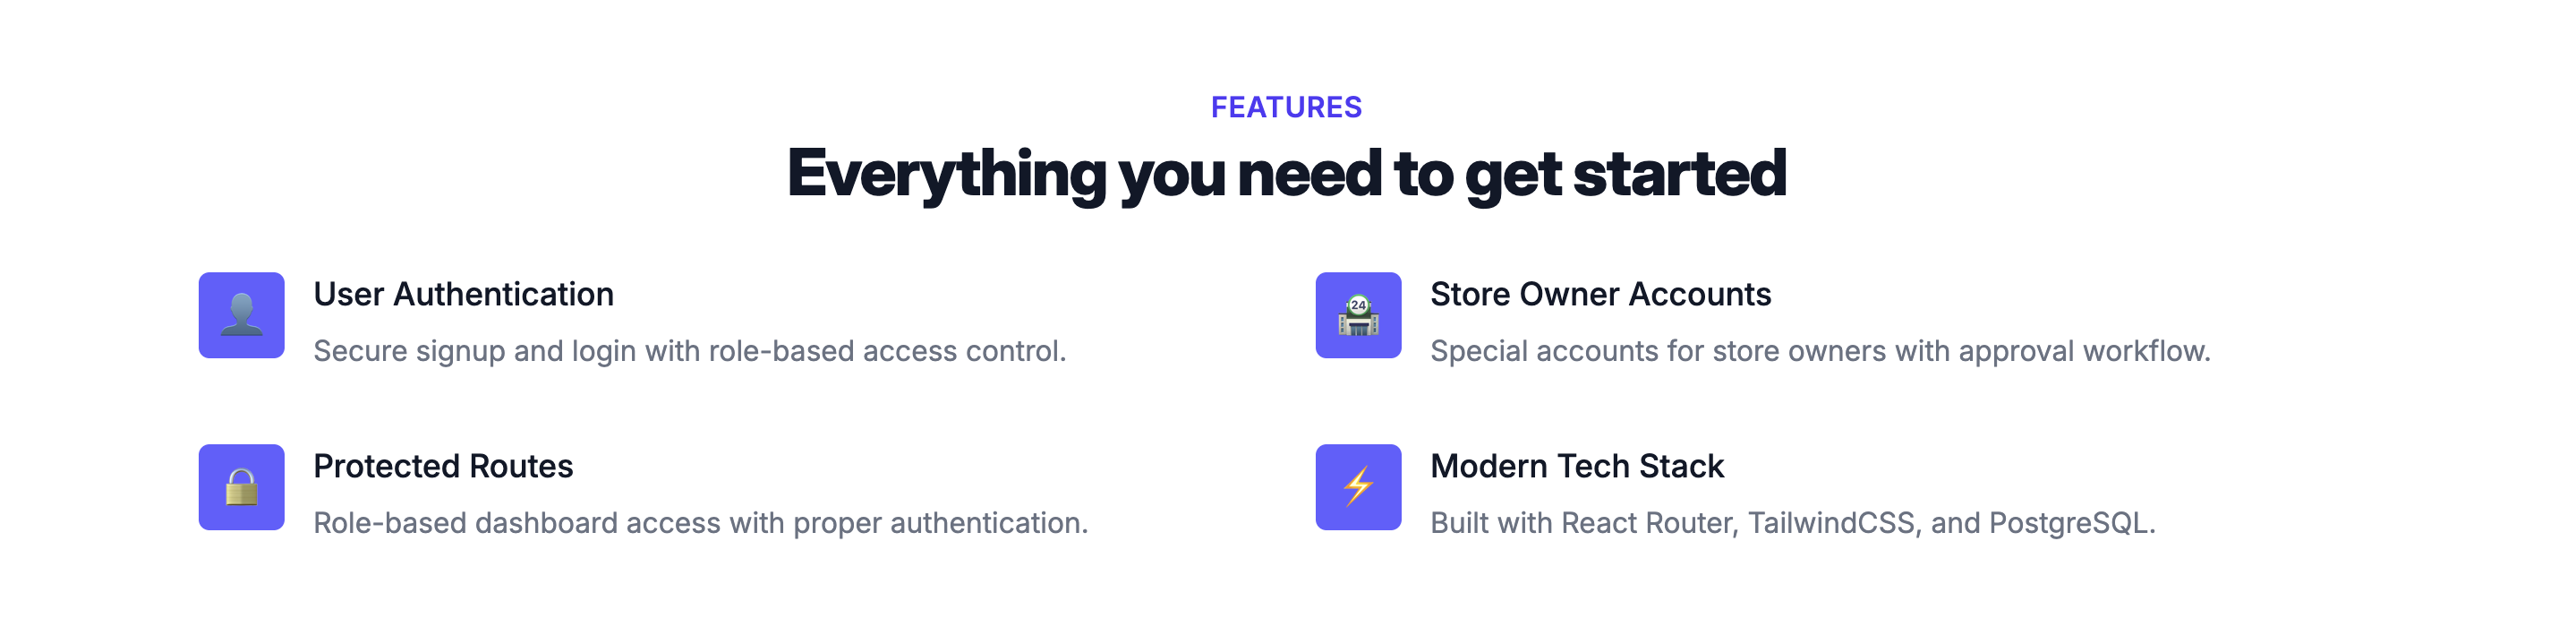 FEATURES
Everything you need to get started
User Authentication
Secure signup and login with role-based access control.
24
Store Owner Accounts
Special accounts for store owners with approval workflow.
Protected Routes
Role-based dashboard access with proper authentication.
Modern Tech Stack
Built with React Router, TailwindCSS, and PostgreSQL.